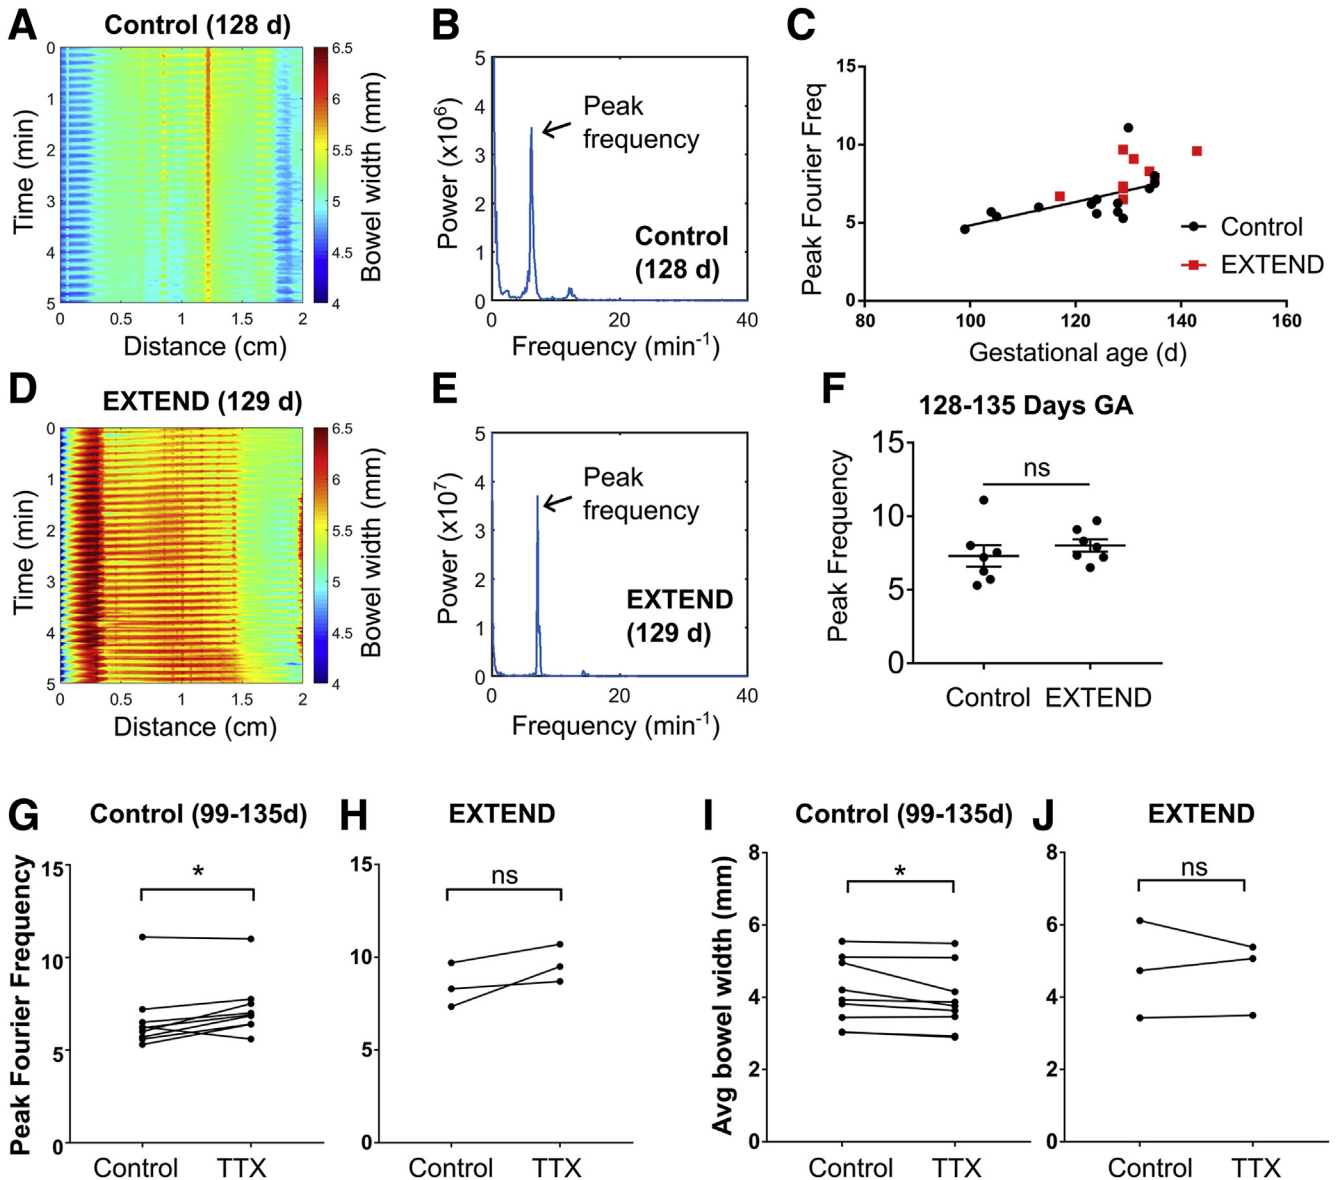 A
Control (128 d)
0
1
2
3
4
5
Time (min)
0
0.5
1
1.5
2
Distance (cm)
6.5
6
5.5
5
4.5
4
Bowel width (mm)
B
5
4
3
2
1
0
Power (x10⁶)
Peak
frequency
Control
(128 d)
0
20
40
Frequency (min⁻¹)
C
15
10
5
0
Peak Fourier Freq
Control
EXTEND
80
100
120
140
160
Gestational age (d)
D
EXTEND (129 d)
0
1
2
3
4
5
Time (min)
0
0.5
1
1.5
2
Distance (cm)
6.5
6
5.5
5
4.5
4
Bowel width (mm)
E
5
4
3
2
1
0
Power (x10⁷)
Peak
frequency
EXTEND
(129 d)
0
20
40
Frequency (min⁻¹)
F
128-135 Days GA
15
10
5
0
Peak Frequency
ns
Control EXTEND
G
Control (99-135d)
15
10
5
0
Peak Fourier Frequency
*
Control TTX
H
EXTEND
15
10
5
0
ns
Control TTX
I
Control (99-135d)
8
6
4
2
0
Avg bowel width (mm)
*
Control TTX
J
EXTEND
8
6
4
2
0
ns
Control TTX